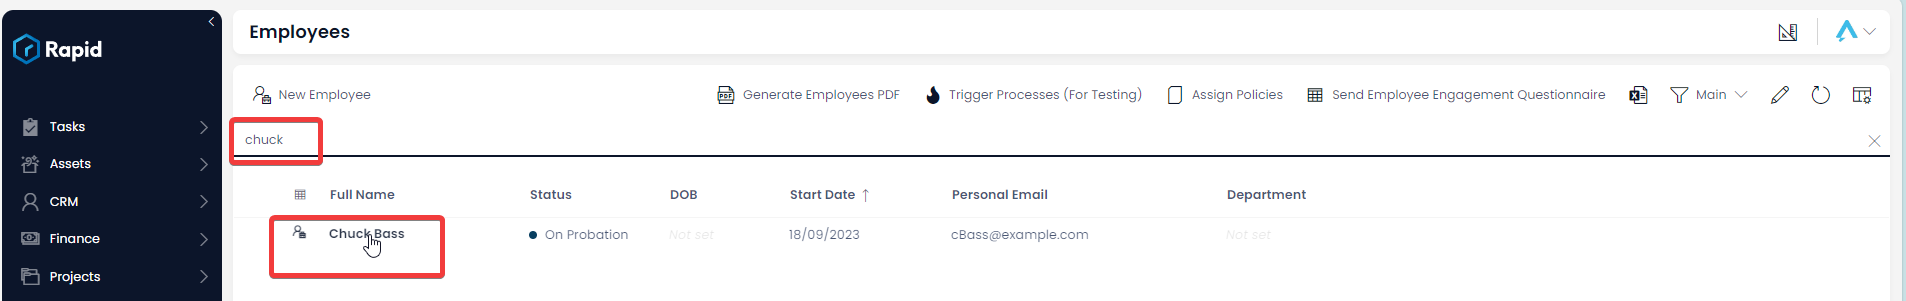 Rapid
Tasks
Assets
CRM
Finance
Projects
Employees
New Employee
Generate Employees PDF
Trigger Processes (For Testing)
Assign Policies
Send Employee Engagement Questionnaire
Main
chuck
Full Name Status DOB Start Date ↑ Personal Email Department
Chuck Bass On Probation Not set 18/09/2023 cBass@example.com Not set